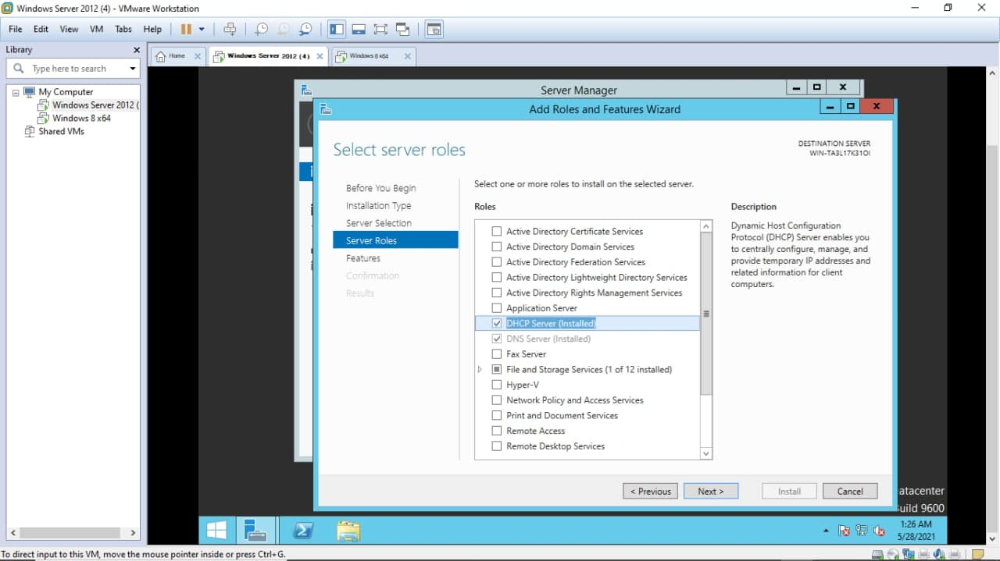 Windows Server 2012 (4) - VMware Workstation
File Edit View VM Tabs Help
Library
Type here to search
My Computer
Windows Server 2012 (
Windows 8 x64
Shared VMs
Home
Windows Server 2012 (4)
Windows 8 x64
Server Manager
Add Roles and Features Wizard
Select server roles
DESTINATION SERVER
WIN-TA3L17K31OI
Before You Begin
Installation Type
Server Selection
Server Roles
Features
Confirmation
Results
Select one or more roles to install on the selected server.
Roles
Active Directory Certificate Services
Active Directory Domain Services
Active Directory Federation Services
Active Directory Lightweight Directory Services
Active Directory Rights Management Services
Application Server
DHCP Server (Installed)
DNS Server (Installed)
Fax Server
File and Storage Services (1 of 12 installed)
Hyper-V
Network Policy and Access Services
Print and Document Services
Remote Access
Remote Desktop Services
Description
Dynamic Host Configuration
Protocol (DHCP) Server enables you
to centrally configure, manage, and
provide temporary IP addresses and
related information for client
computers.
< Previous Next > Install Cancel
atacenter
uild 9600
1:26 AM
5/28/2021
To direct input to this VM, move the mouse pointer inside or press Ctrl+G.